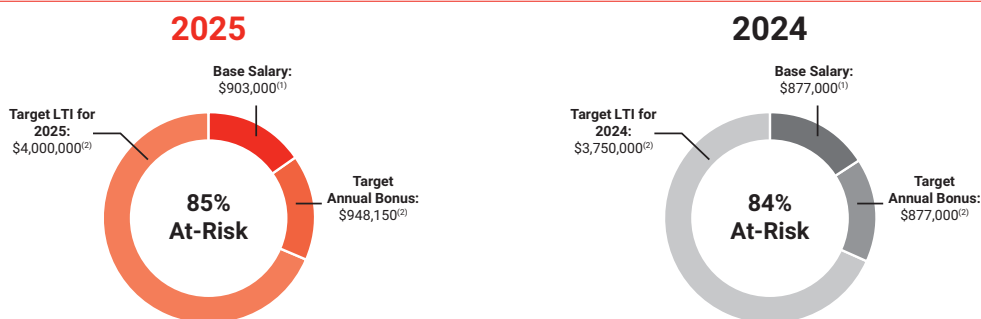 2025
Base Salary:
$903,000(1)
Target LTI for
2025:
$4,000,000(2)
85%
At-Risk
Target
Annual Bonus:
$948,150(2)
2024
Base Salary:
$877,000(1)
Target LTI for
2024:
$3,750,000(2)
84%
At-Risk
Target
Annual Bonus:
$877,000(2)